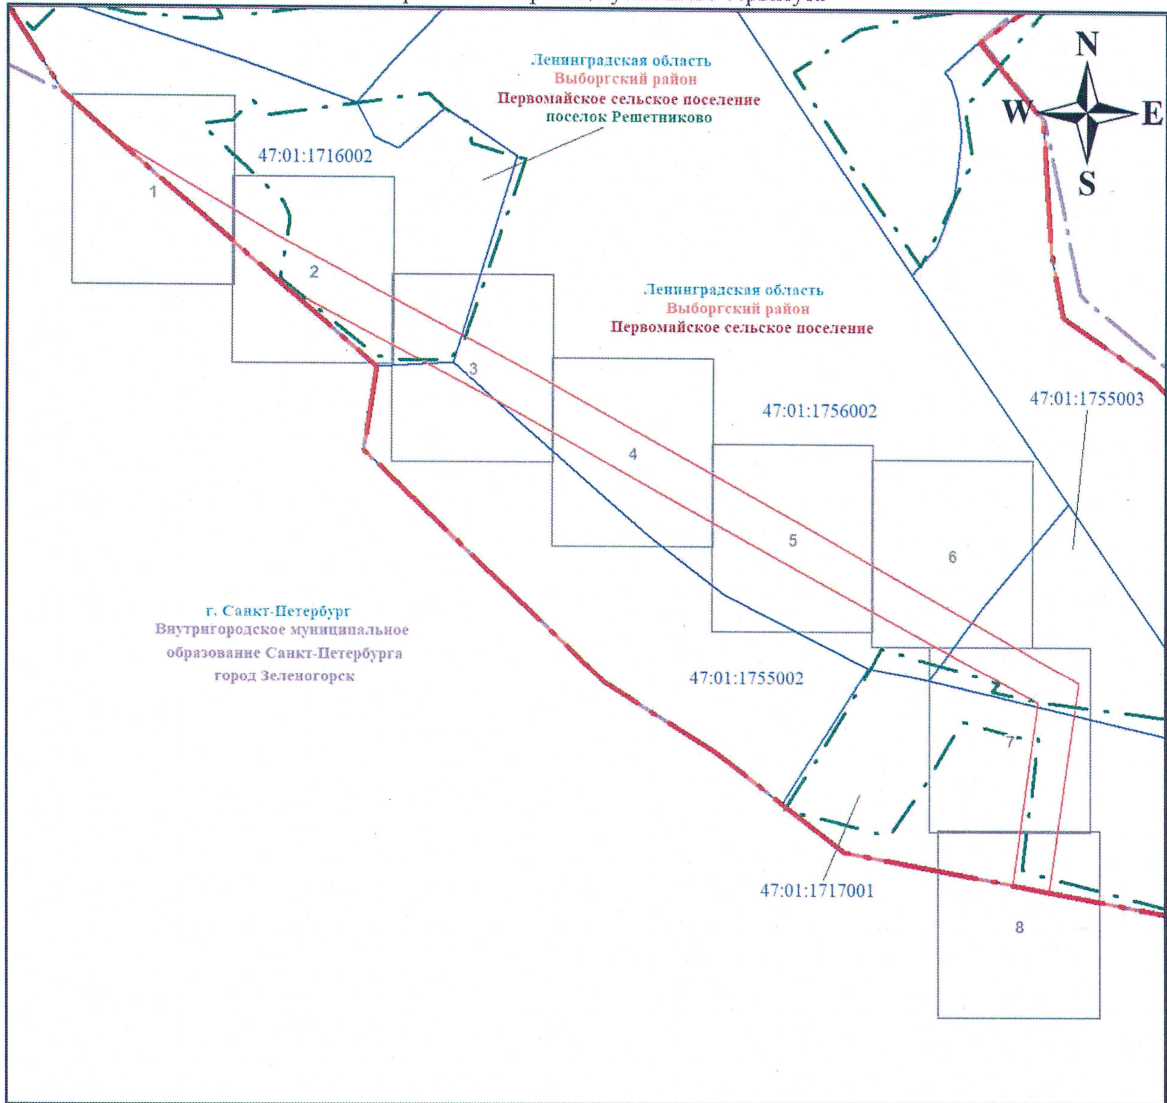 Ленинградская область
Выборгский район
Первомайское сельское поселение
поселок Решетниково
N
W
E
S
47:01:1716002
1
2
Ленинградская область
Выборгский район
Первомайское сельское поселение
3
47:01:1756002
47:01:1755003
4
5
6
г. Санкт-Петербург
Внутригородское муниципальное
образование Санкт-Петербурга
город Зеленогорск
47:01:1755002
7
47:01:1717001
8